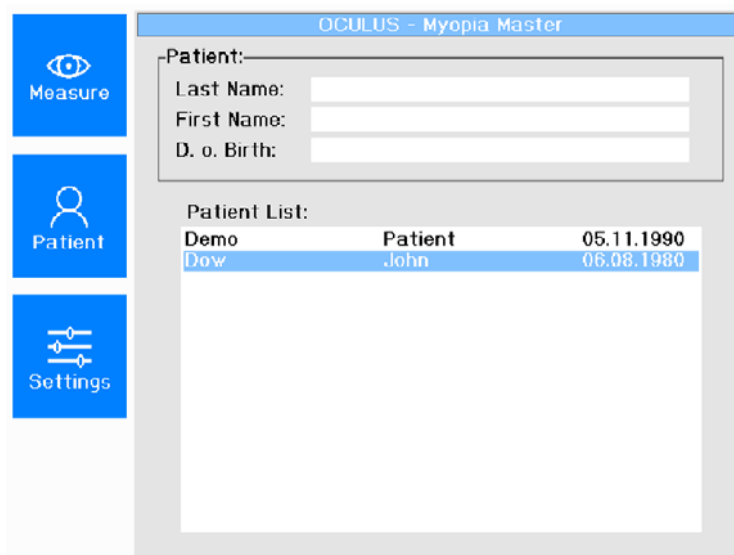 OCULUS - Myopia Master
Measure
Patient
Settings
Patient:
Last Name:
First Name:
D. o. Birth:
Patient List:
Demo Patient 05.11.1990
Dow John 06.08.1980